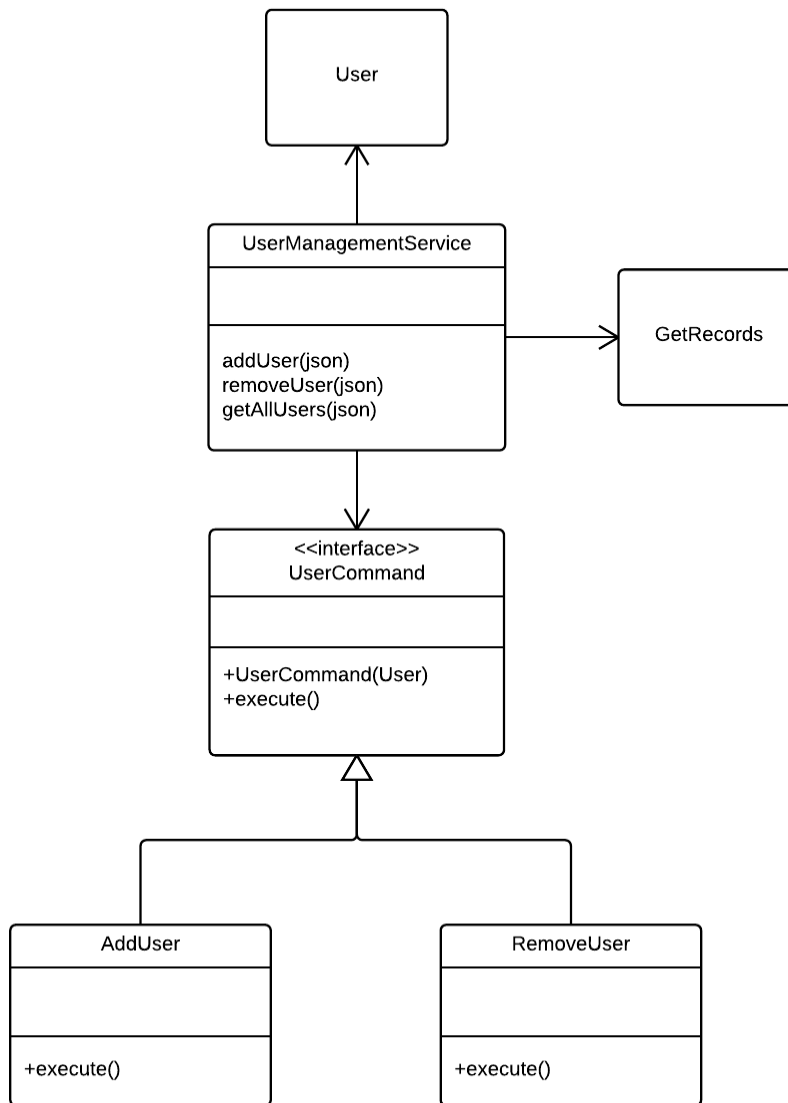 User
UserManagementService
addUser(json)
removeUser(json)
getAllUsers(json)
GetRecords
<<interface>>
UserCommand
+UserCommand(User)
+execute()
AddUser
+execute()
RemoveUser
+execute()